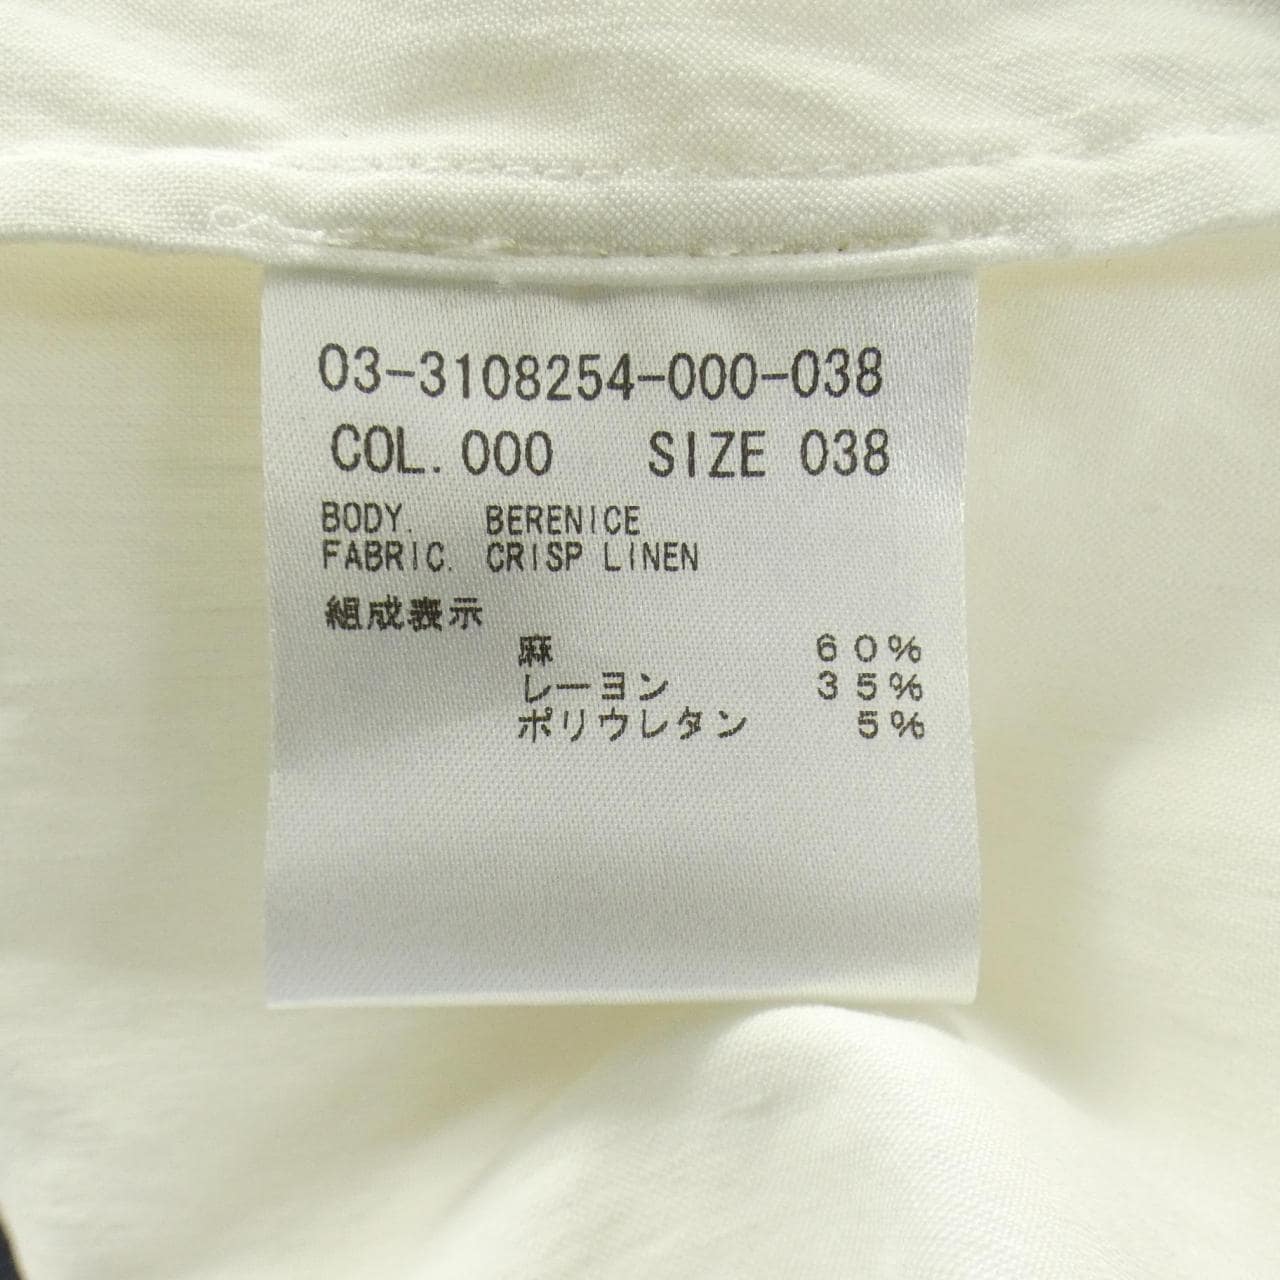 03-3108254-000-038
COL. 000 SIZE 038
BODY. BERENICE
FABRIC. CRISP LINEN
組成表示
麻 60%
レーヨン 35%
ポリウレタン 5%